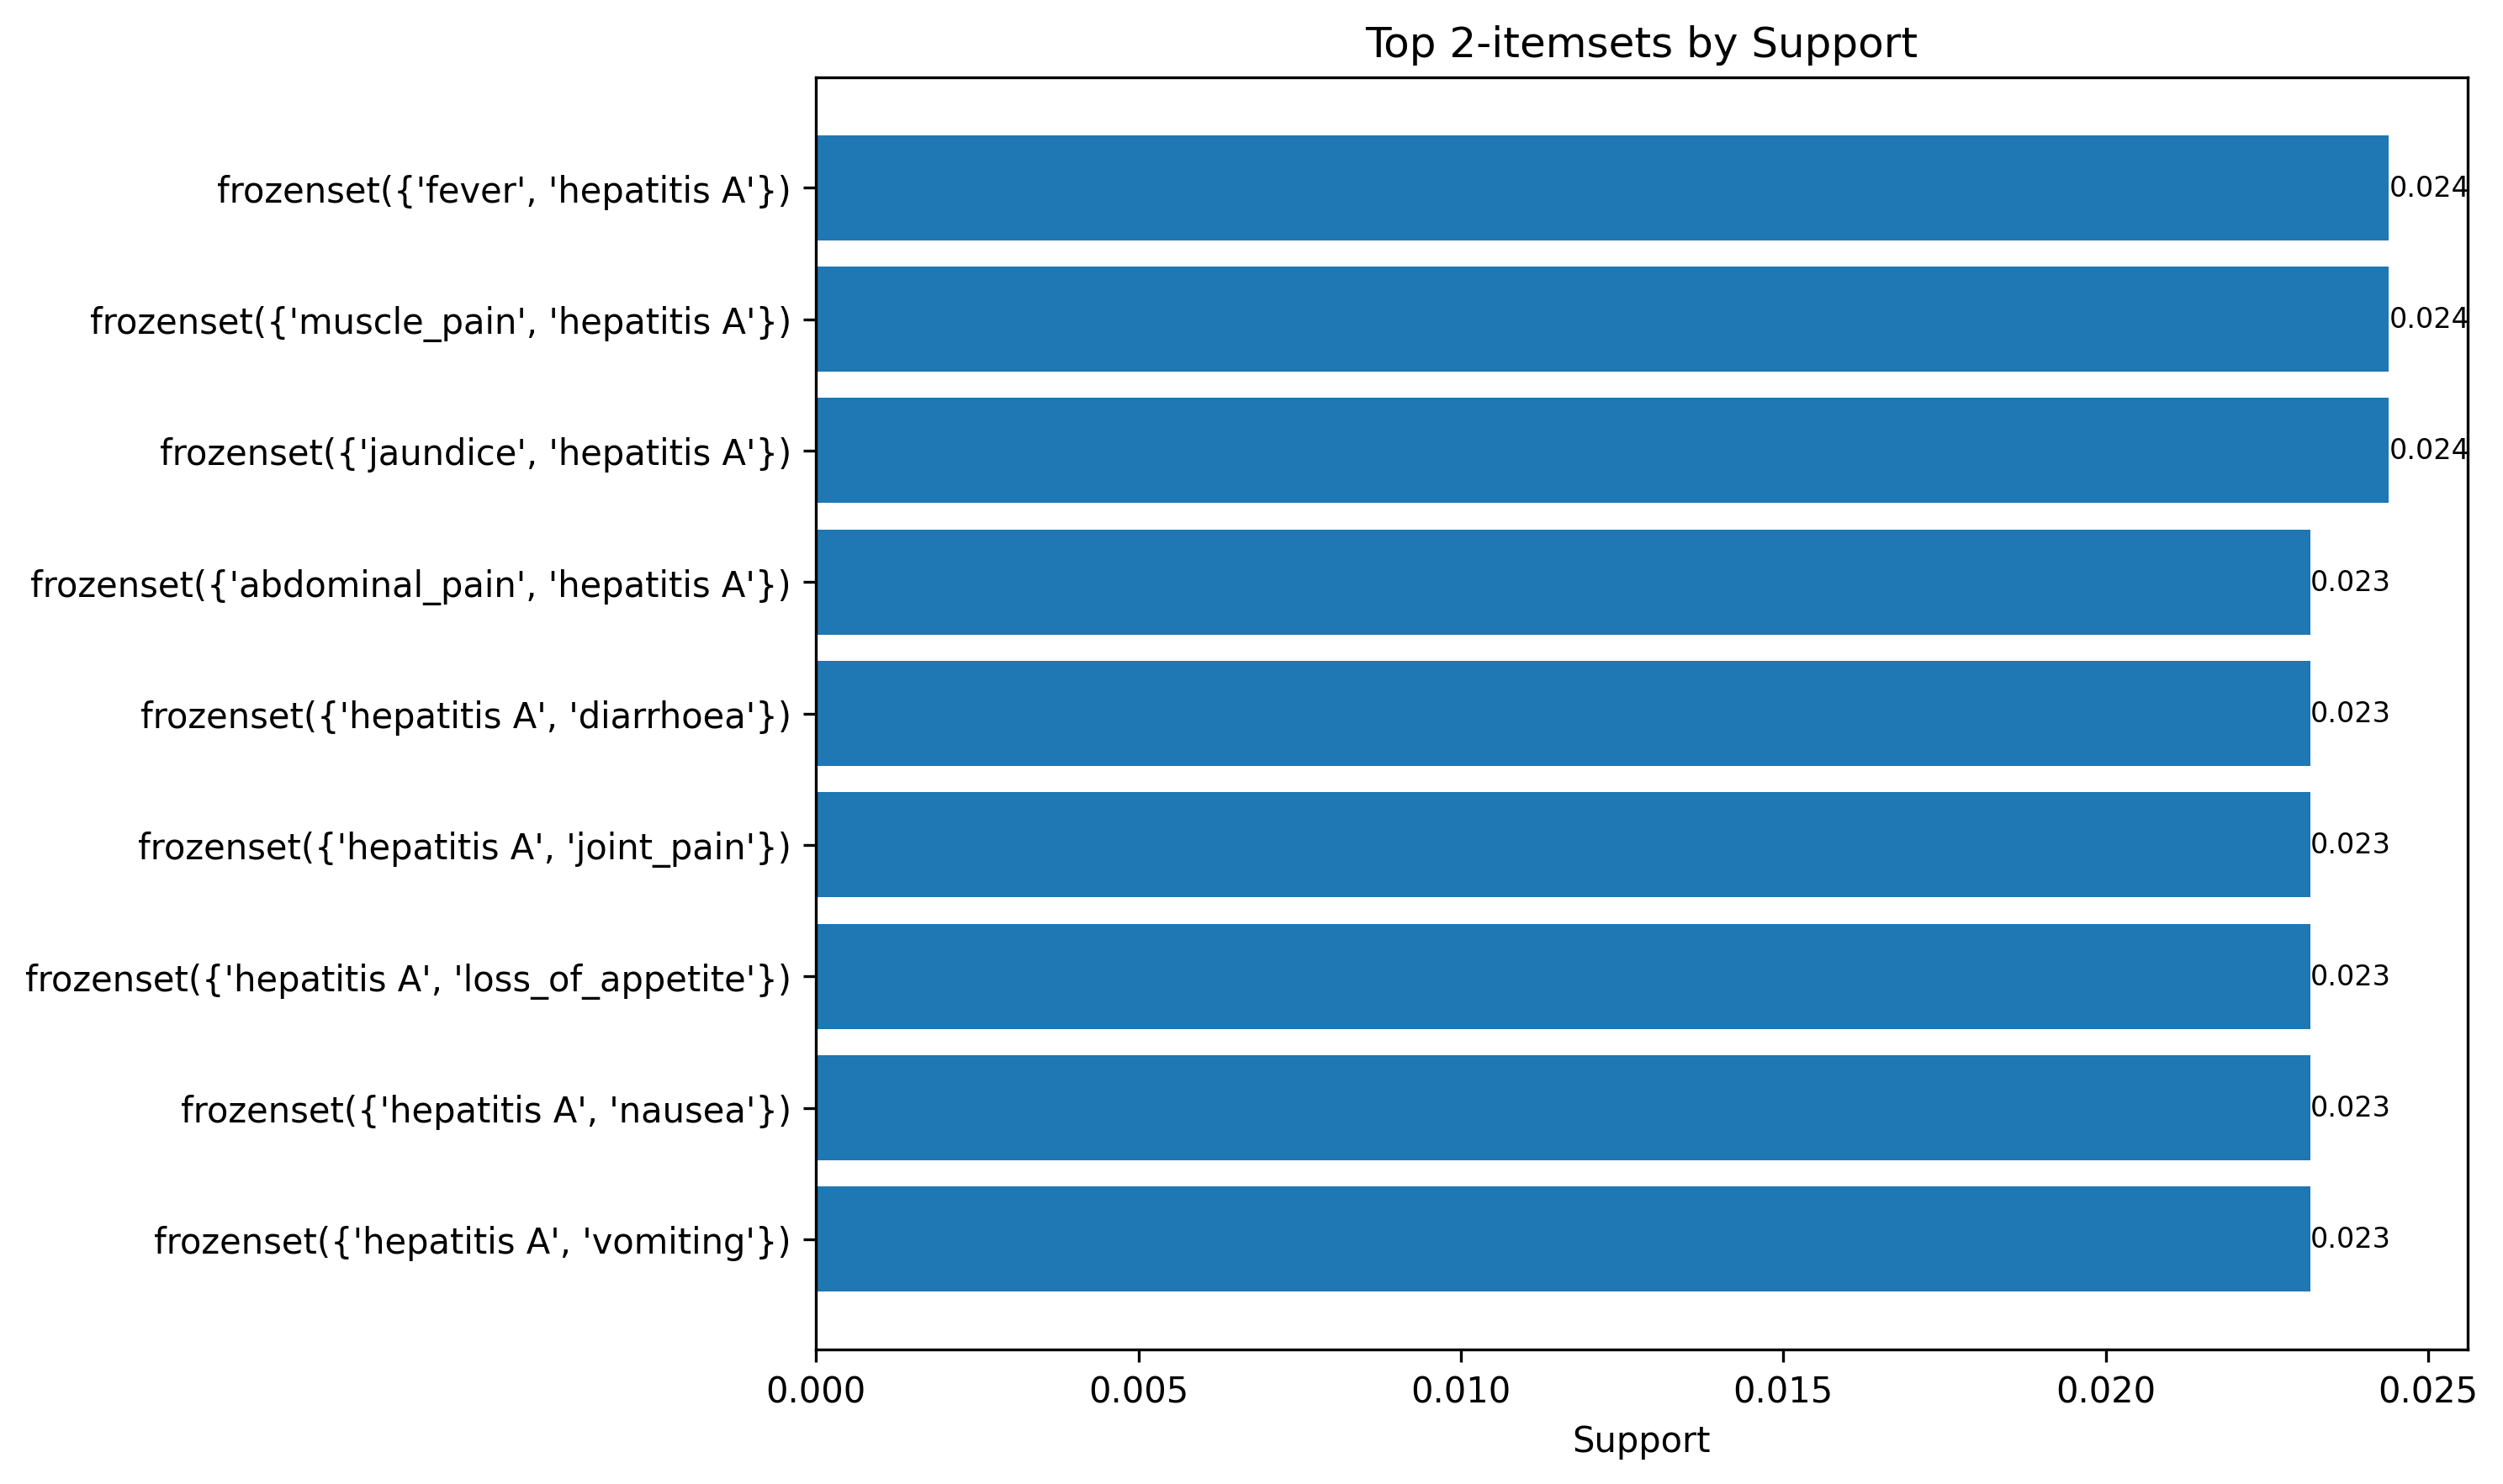 Top 2-itemsets by Support
frozenset({'fever', 'hepatitis A'})
0.024
frozenset({'muscle_pain', 'hepatitis A'})
0.024
frozenset({'jaundice', 'hepatitis A'})
0.024
frozenset({'abdominal_pain', 'hepatitis A'})
0.023
frozenset({'hepatitis A', 'diarrhoea'})
0.023
frozenset({'hepatitis A', 'joint_pain'})
0.023
frozenset({'hepatitis A', 'loss_of_appetite'})
0.023
frozenset({'hepatitis A', 'nausea'})
0.023
frozenset({'hepatitis A', 'vomiting'})
0.023
0.000 0.005 0.010 0.015 0.020 0.025
Support